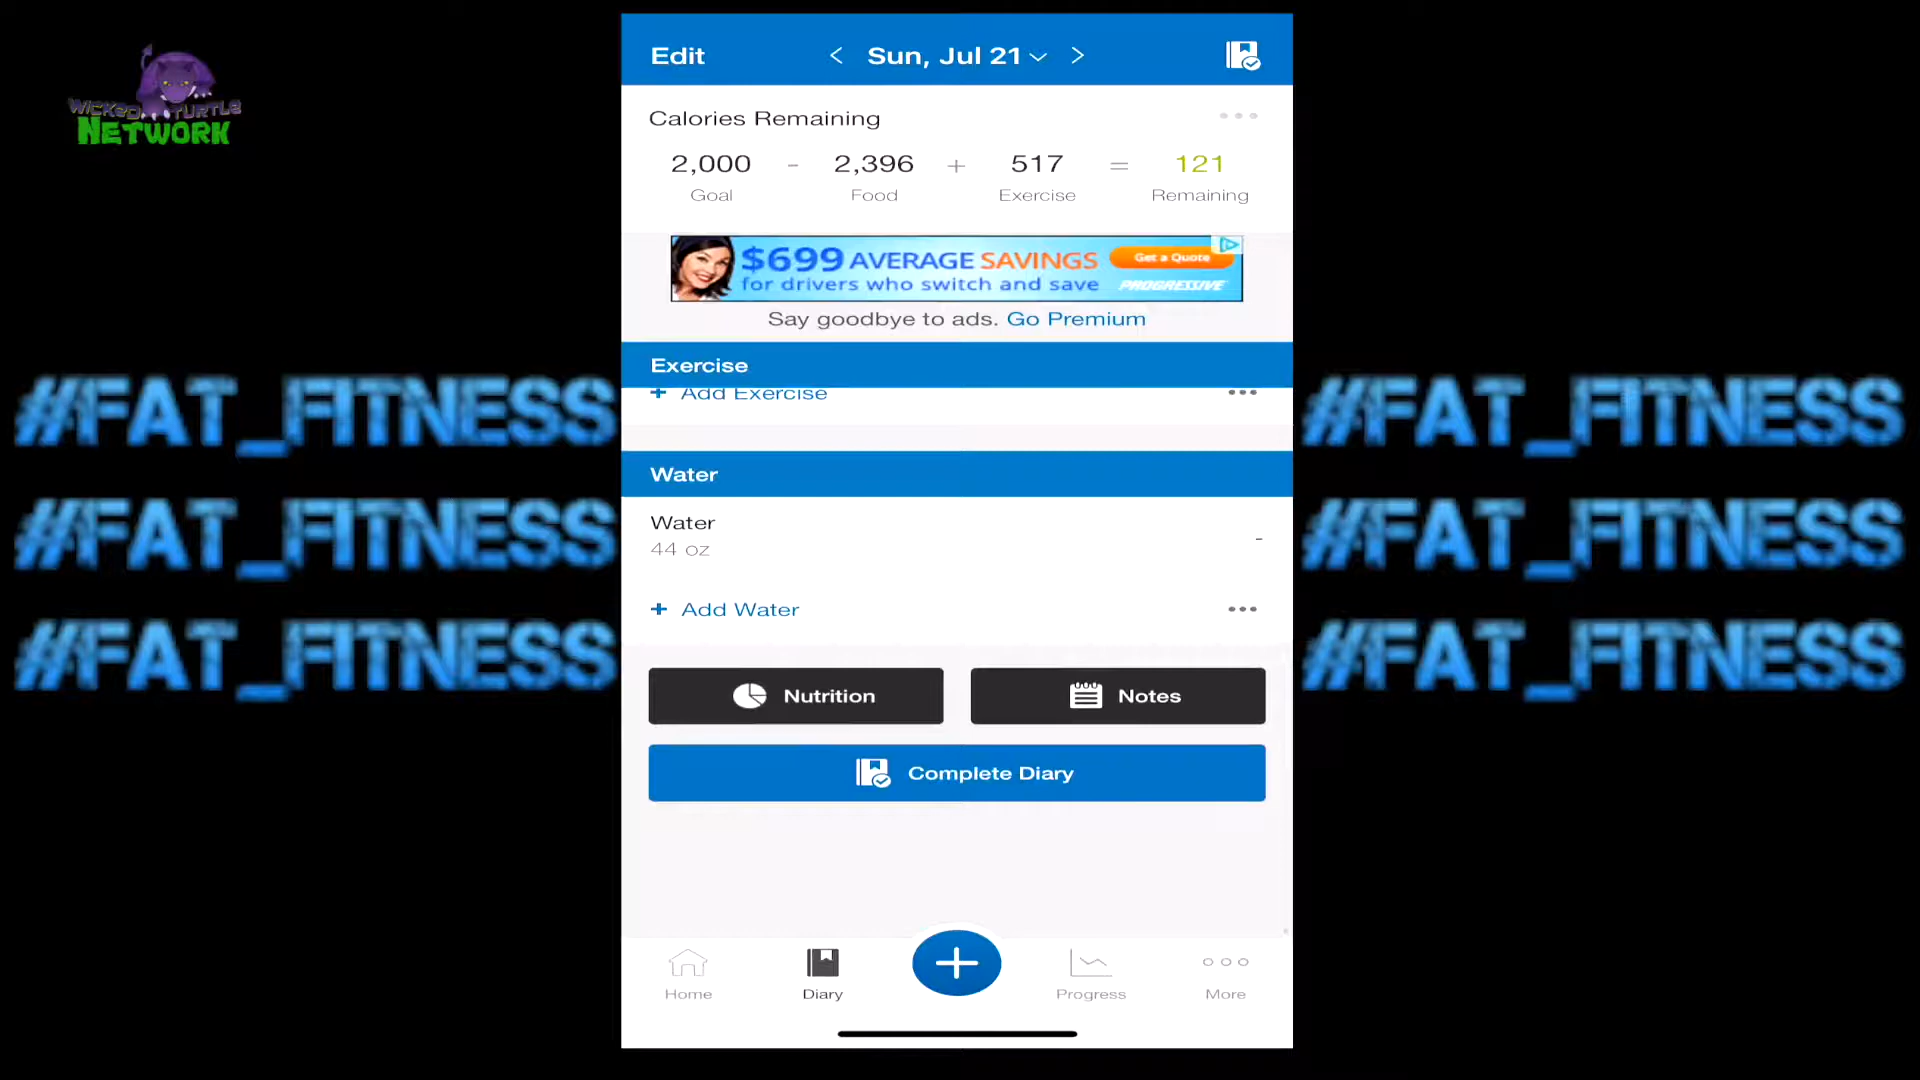 WICKED TURTLE
NETWORK
Edit
Sun, Jul 21
Calories Remaining
2,000 - 2,396 + 517 = 121
Goal Food Exercise Remaining
$699 AVERAGE SAVINGS
for drivers who switch and save
Get a Quote
PROGRESSIVE
Say goodbye to ads. Go Premium
Exercise
+ Add Exercise
Water
Water
44 oz
-
+ Add Water
Nutrition
Notes
Complete Diary
Home
Diary
Progress
More
#FAT_FITNESS
#FAT_FITNESS
#FAT_FITNESS
#FAT_FITNESS
#FAT_FITNESS
#FAT_FITNESS